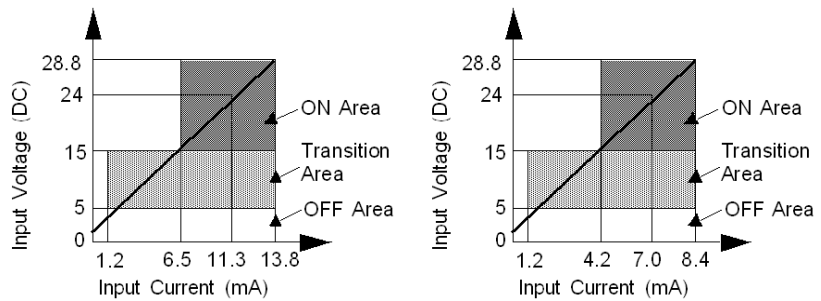 Input Voltage (DC)
28.8
24
15
5
0
ON Area
Transition
Area
OFF Area
1.2 6.5 11.3 13.8
Input Current (mA)
Input Voltage (DC)
28.8
24
15
5
0
ON Area
Transition
Area
OFF Area
1.2 4.2 7.0 8.4
Input Current (mA)